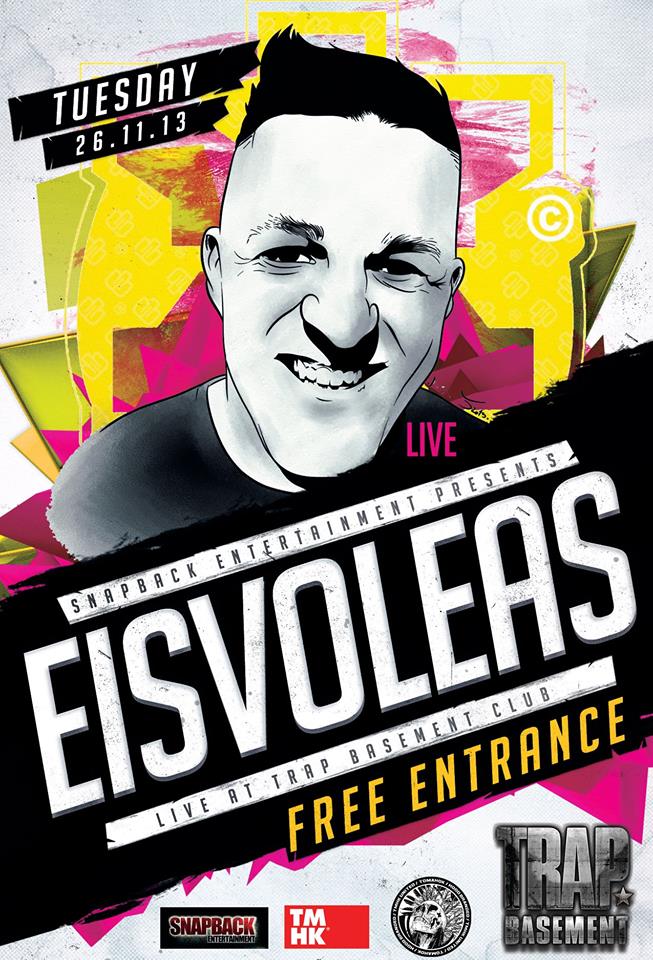 TUESDAY
26.11.13
©
LIVE
SNAPBACK ENTERTAINMENT PRESENTS
EISVOLEAS
LIVE AT TRAP BASEMENT CLUB
FREE ENTRANCE
SNAPBACK
ENTERTAINMENT
TM
HK®
TRAP
BASEMENT